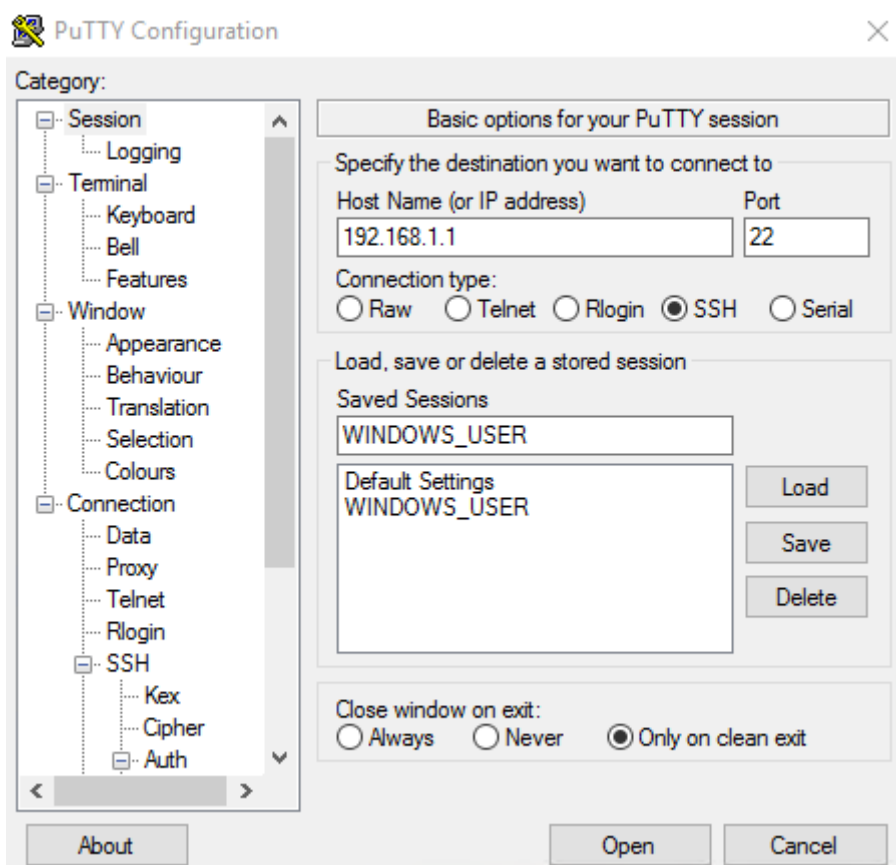 PuTTY Configuration
Category:
Session
Logging
Terminal
Keyboard
Bell
Features
Window
Appearance
Behaviour
Translation
Selection
Colours
Connection
Data
Proxy
Telnet
Rlogin
SSH
Kex
Cipher
Auth
Basic options for your PuTTY session
Specify the destination you want to connect to
Host Name (or IP address) Port
192.168.1.1 22
Connection type:
Raw Telnet Rlogin SSH Serial
Load, save or delete a stored session
Saved Sessions
WINDOWS_USER
Default Settings
WINDOWS_USER
Load
Save
Delete
Close window on exit:
Always Never Only on clean exit
About Open Cancel